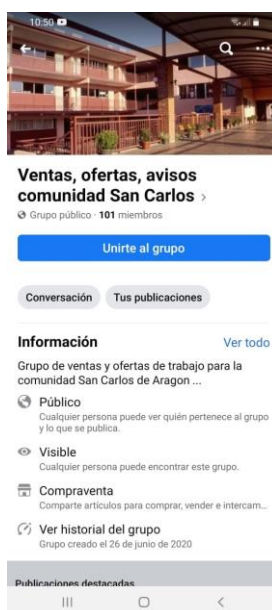 10:50
Ventas, ofertas, avisos
comunidad San Carlos >
Grupo público · 101 miembros
Unirte al grupo
Conversación Tus publicaciones
Información Ver todo
Grupo de ventas y ofertas de trabajo para la
comunidad San Carlos de Aragon ...
Público
Cualquier persona puede ver quién pertenece al grupo
y lo que se publica.
Visible
Cualquier persona puede encontrar este grupo.
Compraventa
Comparte artículos para comprar, vender e intercam...
Ver historial del grupo
Grupo creado el 26 de junio de 2020
Publicaciones destacadas